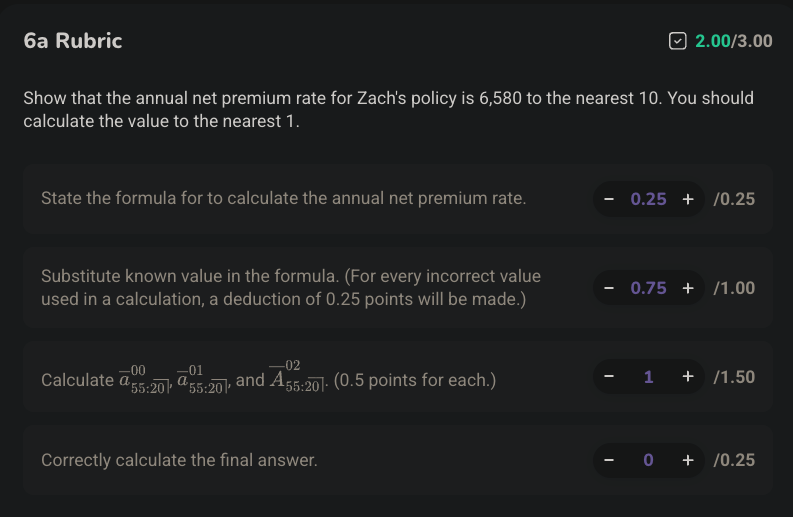 6a Rubric
2.00/3.00
Show that the annual net premium rate for Zach's policy is 6,580 to the nearest 10. You should
calculate the value to the nearest 1.
State the formula for to calculate the annual net premium rate.
− 0.25 + /0.25
Substitute known value in the formula. (For every incorrect value
used in a calculation, a deduction of 0.25 points will be made.)
− 0.75 + /1.00
Calculate $\overline{a}^{00}_{55:\overline{20}|}$, $\overline{a}^{01}_{55:\overline{20}|}$, and $\overline{A}^{02}_{55:\overline{20}|}$. (0.5 points for each.)
− 1 + /1.50
Correctly calculate the final answer.
− 0 + /0.25